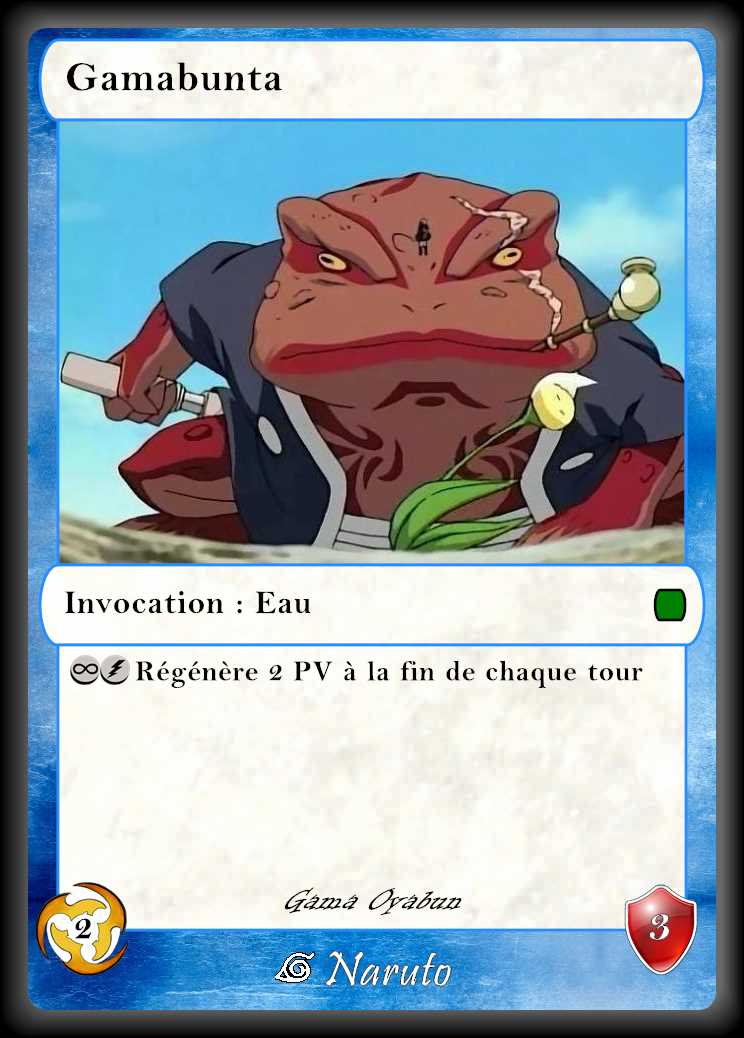 Gamabunta
Invocation : Eau
Régénère 2 PV à la fin de chaque tour
Gama Oyabun
2
3
Naruto